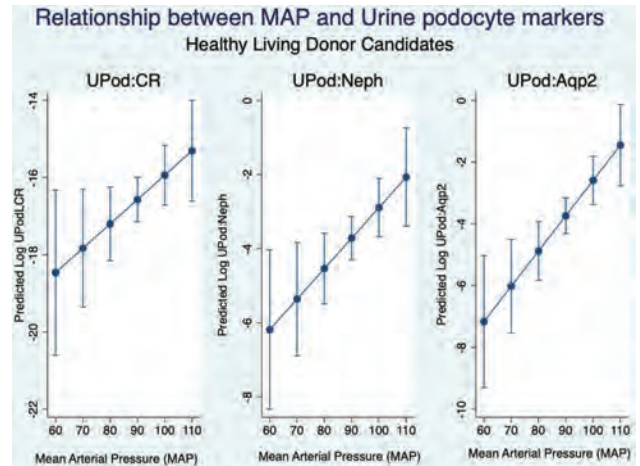 Relationship between MAP and Urine podocyte markers
Healthy Living Donor Candidates
UPod:CR
UPod:Neph
UPod:Aqp2
Predicted Log UPodLCR
-14
-16
-18
-20
-22
60 70 80 90 100 110
Mean Arterial Pressure (MAP)
Predicted Log UPod:Neph
0
-2
-4
-6
-8
60 70 80 90 100 110
Mean Arterial Pressure (MAP)
Predicted Log UPod:Aqp2
0
-2
-4
-6
-8
-10
60 70 80 90 100 110
Mean Arterial Pressure (MAP)